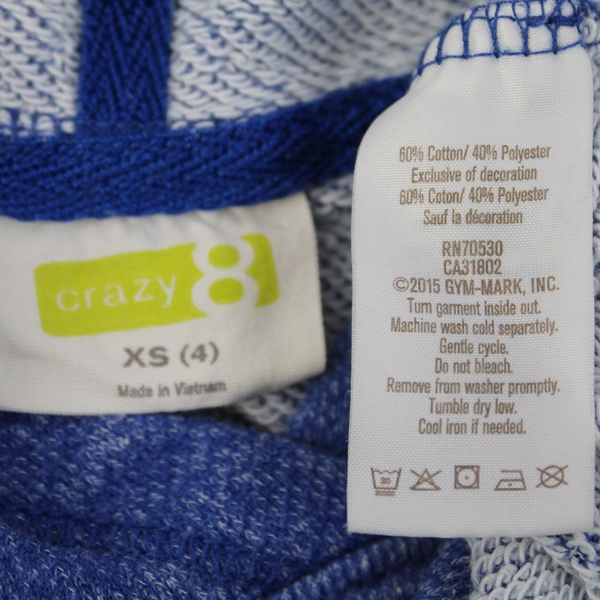 crazy 8
XS (4)
Made in Vietnam
60% Cotton/ 40% Polyester
Exclusive of decoration
60% Coton/ 40% Polyester
Sauf la décoration
RN70530
CA31802
©2015 GYM-MARK, INC.
Turn garment inside out.
Machine wash cold separately.
Gentle cycle.
Do not bleach.
Remove from washer promptly.
Tumble dry low.
Cool iron if needed.
30